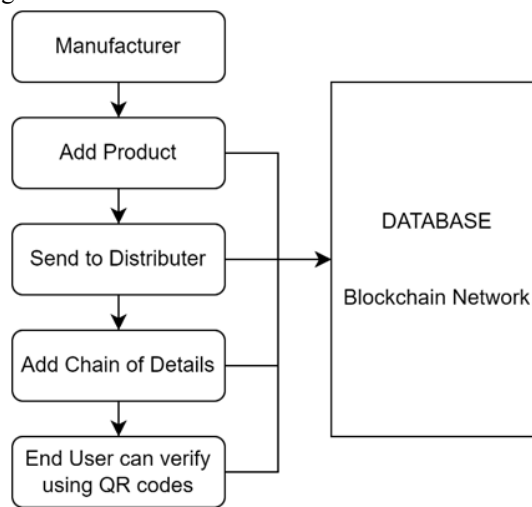 Manufacturer
Add Product
Send to Distributer
Add Chain of Details
End User can verify
using QR codes
DATABASE
Blockchain Network